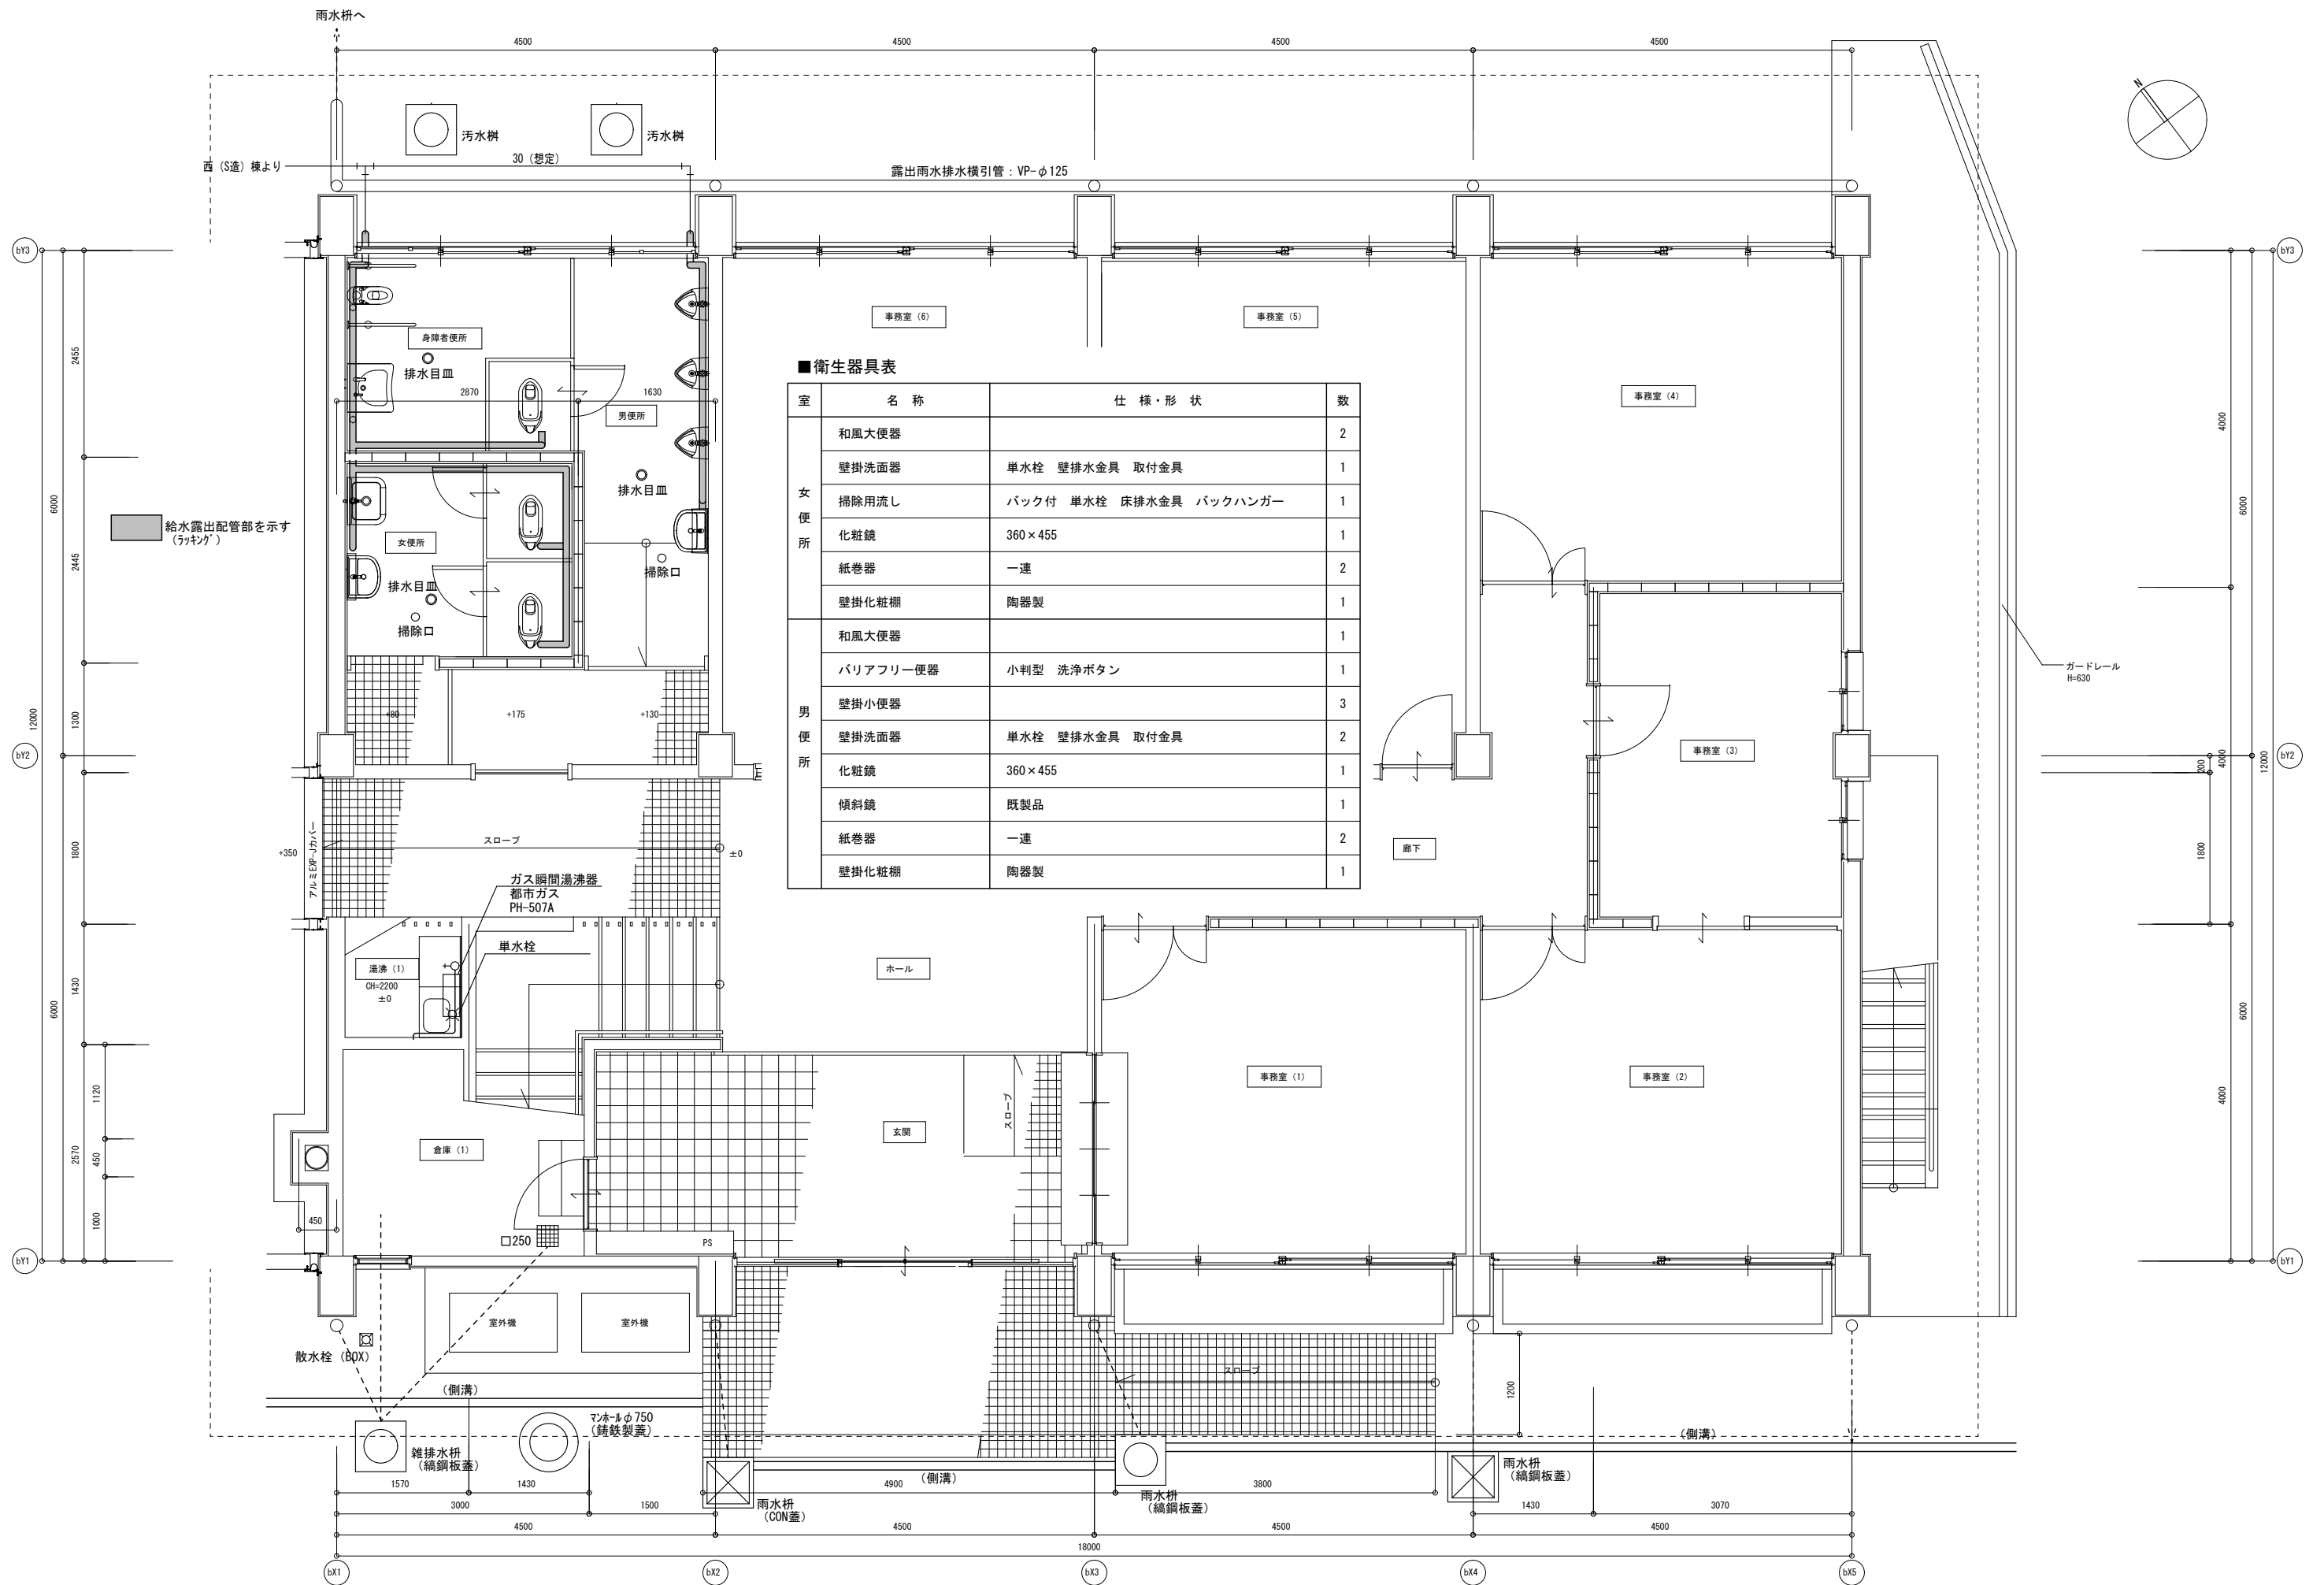 雨水枡へ
4500
4500
4500
4500
N
汚水桝
汚水桝
西（S造）棟より
30（想定）
露出雨水排水横引管：VP-φ125
bY3
bY3
事務室（6）
事務室（5）
事務室（4）
身障者便所
排水目皿
2870
1630
男便所
2455
4000
6000
6000
2445
給水露出配管部を示す
（ﾗｯｷﾝｸﾞ）
女便所
排水目皿
掃除口
排水目皿
掃除口
■衛生器具表
室 名 称 仕 様・形 状 数
女便所
和風大便器 2
壁掛洗面器 単水栓 壁排水金具 取付金具 1
掃除用流し バック付 単水栓 床排水金具 バックハンガー 1
化粧鏡 360×455 1
紙巻器 一連 2
壁掛化粧棚 陶器製 1
男便所
和風大便器 1
バリアフリー便器 小判型 洗浄ボタン 1
壁掛小便器 3
壁掛洗面器 単水栓 壁排水金具 取付金具 2
化粧鏡 360×455 1
傾斜鏡 既製品 1
紙巻器 一連 2
壁掛化粧棚 陶器製 1
ガードレール
H=630
+80
+175
+130
12000
1300
bY2
事務室（3）
200
4000
12000
bY2
アルミEXP-Jカバー
+350
スロープ
±0
1800
廊下
1800
ガス瞬間湯沸器
都市ガス
PH-507A
単水栓
湯沸（1）
CH=2200
±0
ホール
1430
6000
6000
1120
2570
450
1000
4000
倉庫（1）
玄関
スロープ
事務室（1）
事務室（2）
450
□250
PS
bY1
bY1
室外機
室外機
散水栓（BOX）
スロープ
1200
（側溝）
ﾏﾝﾎｰﾙφ750
（鋳鉄製蓋）
雑排水枡
（縞鋼板蓋）
（側溝）
（側溝）
雨水枡
（縞鋼板蓋）
雨水枡
（CON蓋）
雨水枡
（縞鋼板蓋）
1570
1430
4900
3800
3000
1500
1430
3070
4500
4500
4500
4500
18000
bX1
bX2
bX3
bX4
bX5